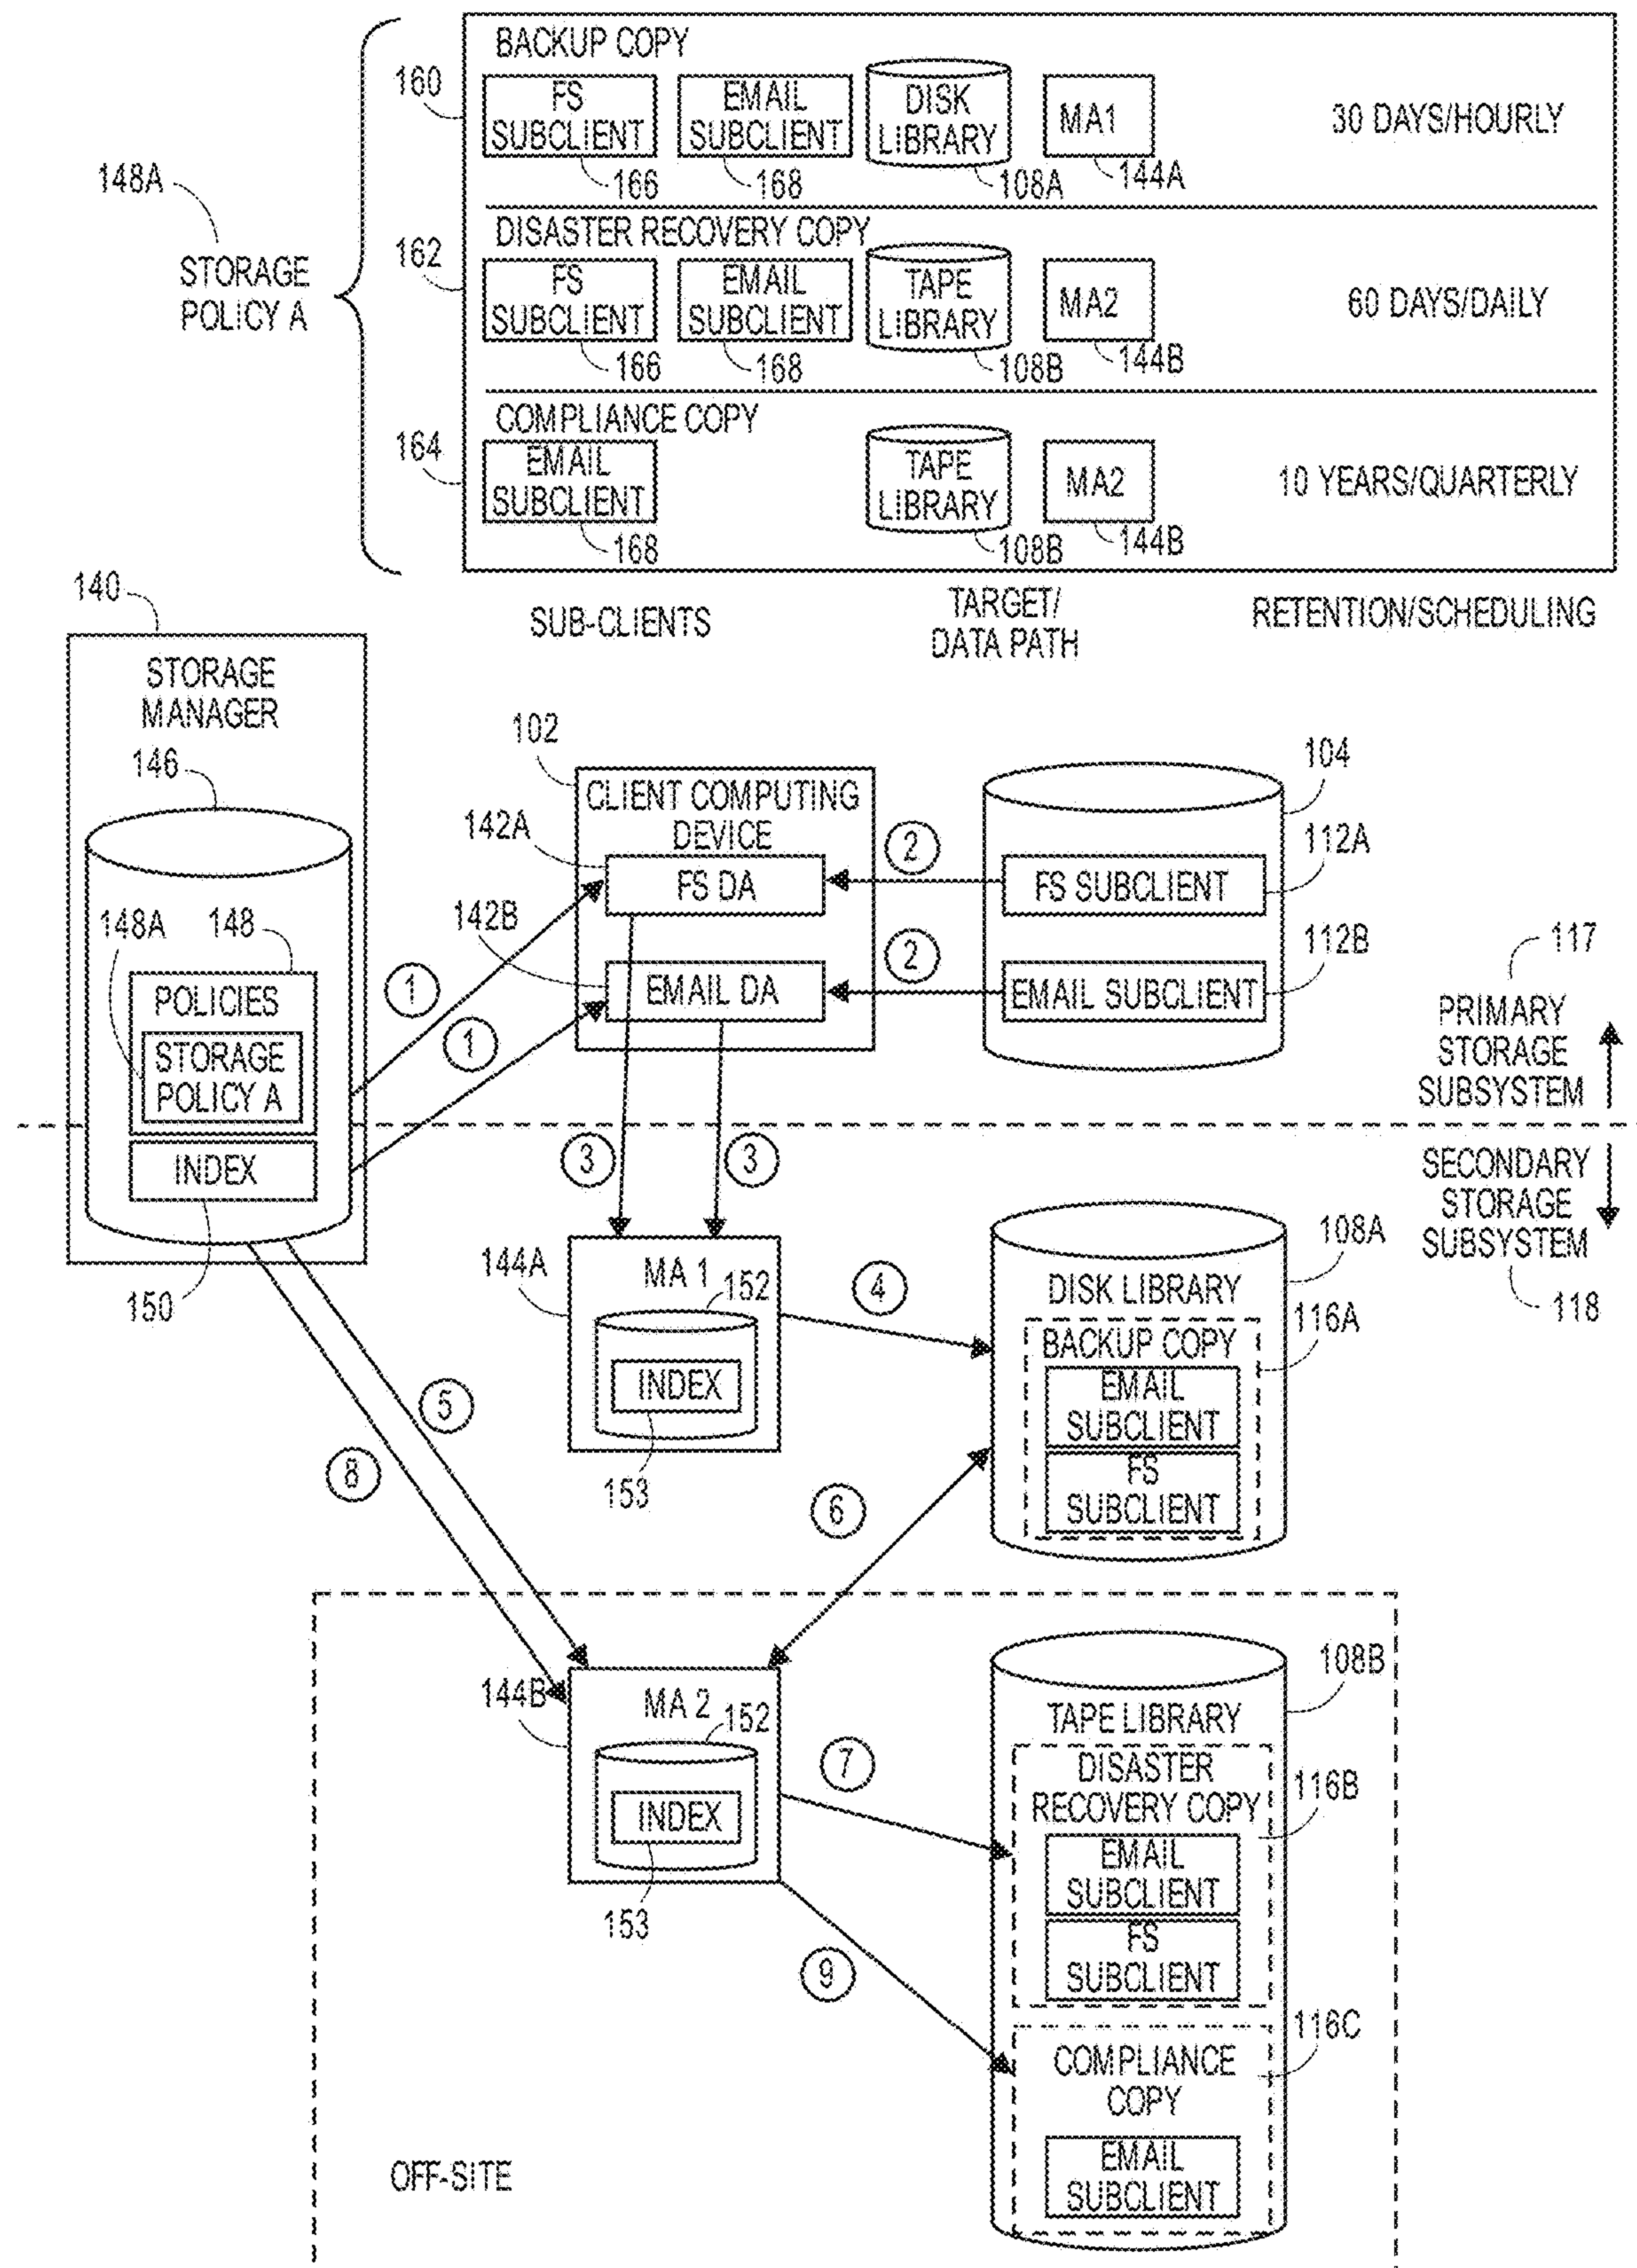 BACKUP COPY
160
FS
SUBCLIENT
166
EMAIL
SUBCLIENT
168
DISK
LIBRARY
108A
MA1
144A
30 DAYS/HOURLY
148A
STORAGE
POLICY A
DISASTER RECOVERY COPY
162
FS
SUBCLIENT
166
EMAIL
SUBCLIENT
168
TAPE
LIBRARY
108B
MA2
144B
60 DAYS/DAILY
COMPLIANCE COPY
164
EMAIL
SUBCLIENT
168
TAPE
LIBRARY
108B
MA2
144B
10 YEARS/QUARTERLY
SUB-CLIENTS
TARGET/
DATA PATH
RETENTION/SCHEDULING
140
STORAGE
MANAGER
146
148A
148
POLICIES
STORAGE
POLICY A
INDEX
150
102
CLIENT COMPUTING
DEVICE
142A
FS DA
142B
EMAIL DA
1
1
2
2
104
112A
FS SUBCLIENT
112B
EMAIL SUBCLIENT
117
PRIMARY
STORAGE
SUBSYSTEM
SECONDARY
STORAGE
SUBSYSTEM
118
3
3
144A
MA 1
152
INDEX
153
4
108A
DISK LIBRARY
116A
BACKUP COPY
EMAIL
SUBCLIENT
FS
SUBCLIENT
5
8
6
144B
MA 2
152
INDEX
153
7
9
108B
TAPE LIBRARY
DISASTER
RECOVERY COPY
116B
EMAIL
SUBCLIENT
FS
SUBCLIENT
116C
COMPLIANCE
COPY
EMAIL
SUBCLIENT
OFF-SITE